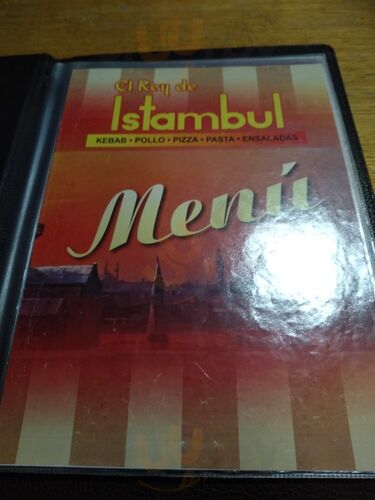 El Rey de
Istambul
KEBAB • POLLO • PIZZA • PASTA • ENSALADAS
Menú